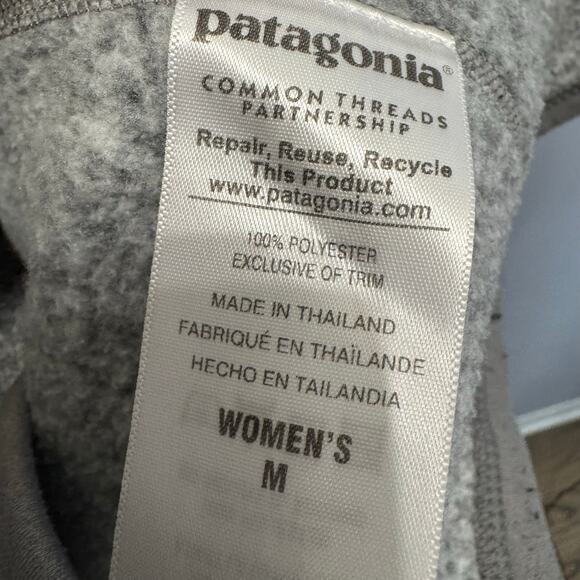 patagonia®
COMMON THREADS
PARTNERSHIP
Repair, Reuse, Recycle
This Product
www.patagonia.com
100% POLYESTER
EXCLUSIVE OF TRIM
MADE IN THAILAND
FABRIQUÉ EN THAÏLANDE
HECHO EN TAILANDIA
WOMEN'S
M